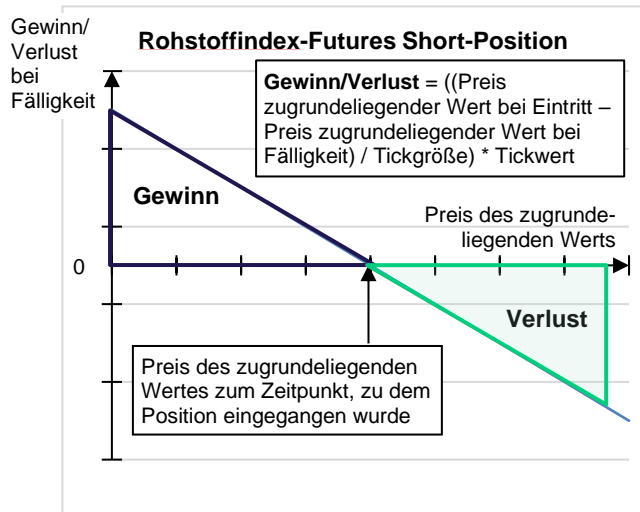 Gewinn/
Verlust
bei
Fälligkeit
Rohstoffindex-Futures Short-Position
Gewinn/Verlust = ((Preis
zugrundeliegender Wert bei Eintritt –
Preis zugrundeliegender Wert bei
Fälligkeit) / Tickgröße) * Tickwert
Gewinn
Preis des zugrunde-
liegenden Werts
0
Verlust
Preis des zugrundeliegenden
Wertes zum Zeitpunkt, zu dem
Position eingegangen wurde